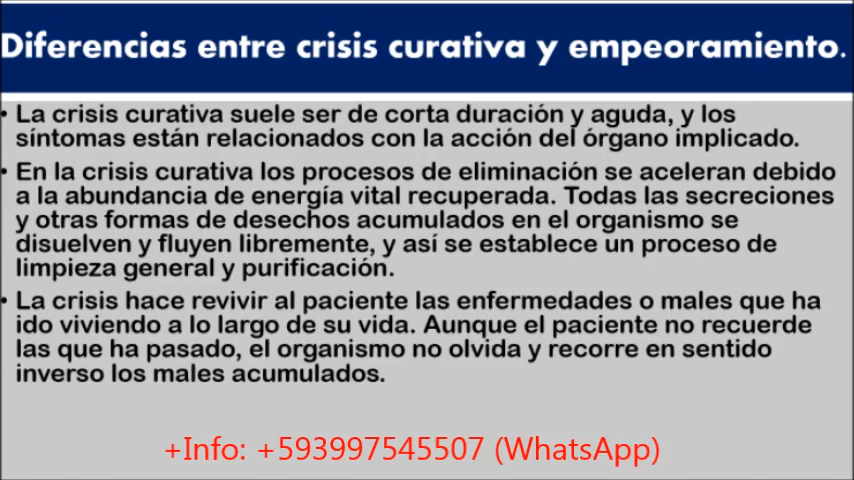 Diferencias entre crisis curativa y empeoramiento.
• La crisis curativa suele ser de corta duración y aguda, y los
síntomas están relacionados con la acción del órgano implicado.
• En la crisis curativa los procesos de eliminación se aceleran debido
a la abundancia de energía vital recuperada. Todas las secreciones
y otras formas de desechos acumulados en el organismo se
disuelven y fluyen libremente, y así se establece un proceso de
limpieza general y purificación.
• La crisis hace revivir al paciente las enfermedades o males que ha
ido viviendo a lo largo de su vida. Aunque el paciente no recuerde
las que ha pasado, el organismo no olvida y recorre en sentido
inverso los males acumulados.
+Info: +593997545507 (WhatsApp)